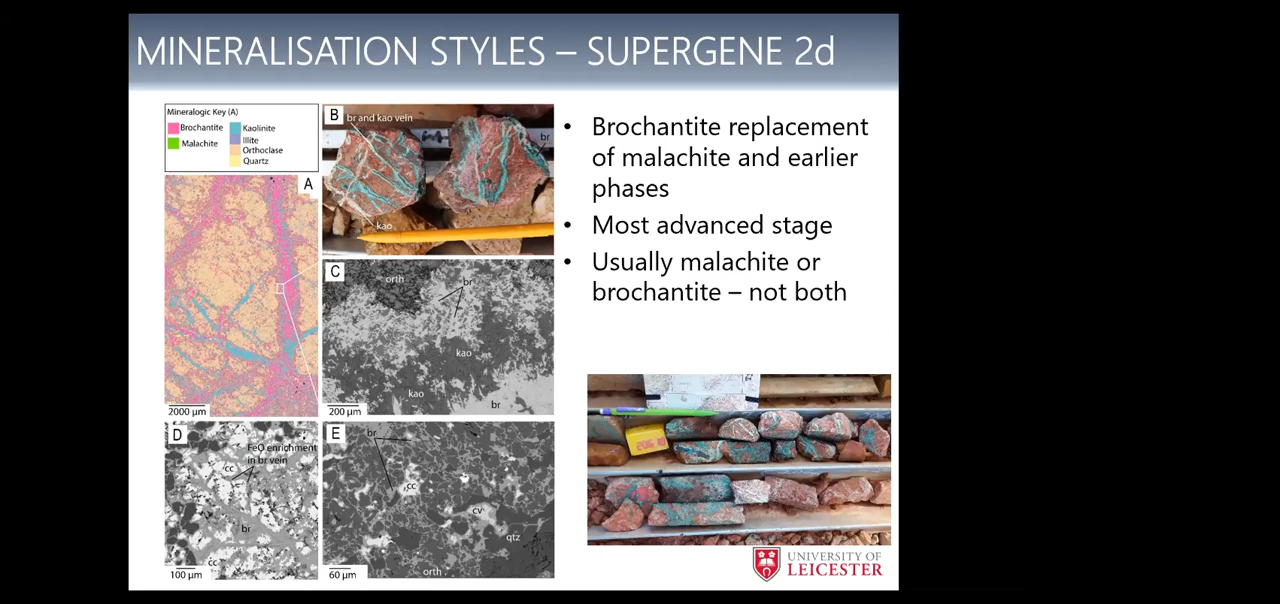 MINERALISATION STYLES – SUPERGENE 2d
Mineralogic Key (A)
Brochantite
Malachite
Kaolinite
Illite
Orthoclase
Quartz
A
2000 µm
B
br and kao vein
br
kao
C
orth
br
kao
kao
br
200 µm
D
FeO enrichment
in br vein
cc
br
cc
100 µm
E
br
cc
cv
qtz
orth
60 µm
• Brochantite replacement
of malachite and earlier
phases
• Most advanced stage
• Usually malachite or
brochantite – not both
UNIVERSITY OF
LEICESTER